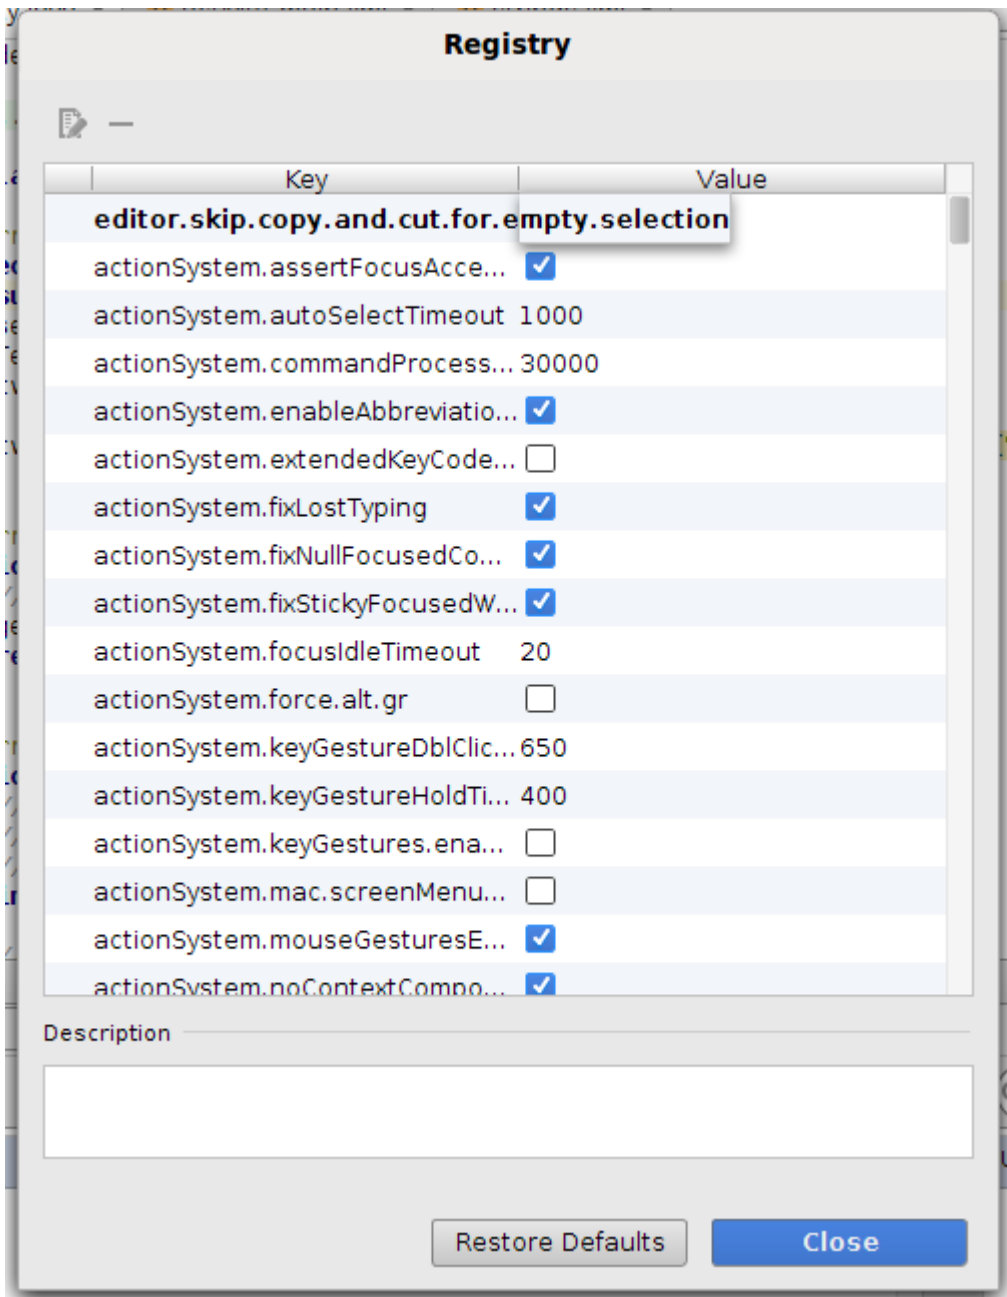 Registry
Key Value
editor.skip.copy.and.cut.for.empty.selection
actionSystem.assertFocusAcce...
actionSystem.autoSelectTimeout 1000
actionSystem.commandProcess... 30000
actionSystem.enableAbbreviatio...
actionSystem.extendedKeyCode...
actionSystem.fixLostTyping
actionSystem.fixNullFocusedCo...
actionSystem.fixStickyFocusedW...
actionSystem.focusIdleTimeout 20
actionSystem.force.alt.gr
actionSystem.keyGestureDblClic... 650
actionSystem.keyGestureHoldTi... 400
actionSystem.keyGestures.ena...
actionSystem.mac.screenMenu...
actionSystem.mouseGesturesE...
actionSystem.noContextCompo...
Description
Restore Defaults Close